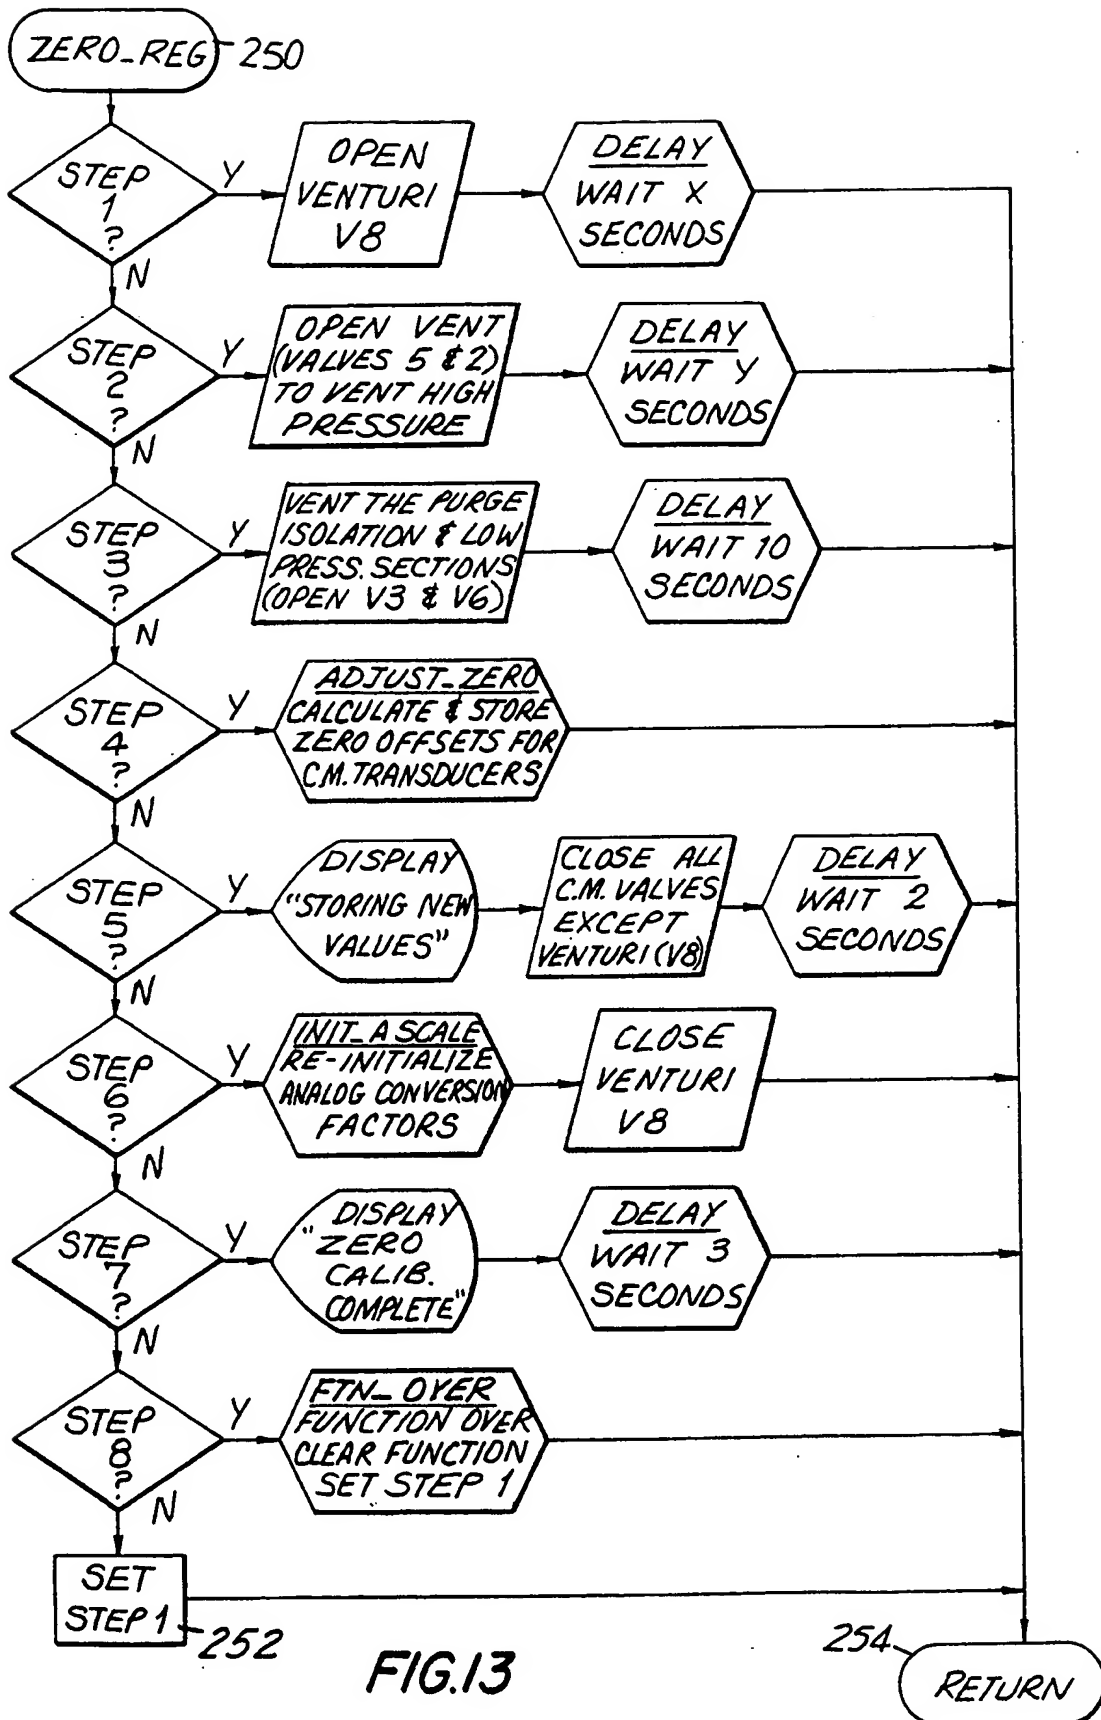 ZERO_REG 250
STEP
1
?
Y
N
OPEN
VENTURI
V8
DELAY
WAIT X
SECONDS
STEP
2
?
Y
N
OPEN VENT
(VALVES 5 & 2)
TO VENT HIGH
PRESSURE
DELAY
WAIT Y
SECONDS
STEP
3
?
Y
N
VENT THE PURGE
ISOLATION & LOW
PRESS. SECTIONS
(OPEN V3 & V6)
DELAY
WAIT 10
SECONDS
STEP
4
?
Y
N
ADJUST_ZERO
CALCULATE & STORE
ZERO OFFSETS FOR
C.M. TRANSDUCERS
STEP
5
?
Y
N
DISPLAY
"STORING NEW
VALUES"
CLOSE ALL
C.M. VALVES
EXCEPT
VENTURI (V8)
DELAY
WAIT 2
SECONDS
STEP
6
?
Y
N
INIT_A SCALE
RE-INITIALIZE
ANALOG CONVERSION
FACTORS
CLOSE
VENTURI
V8
STEP
7
?
Y
N
DISPLAY
"ZERO
CALIB.
COMPLETE"
DELAY
WAIT 3
SECONDS
STEP
8
?
Y
N
FTN_ OVER
FUNCTION OVER
CLEAR FUNCTION
SET STEP 1
SET
STEP 1
252
254
RETURN
FIG.13